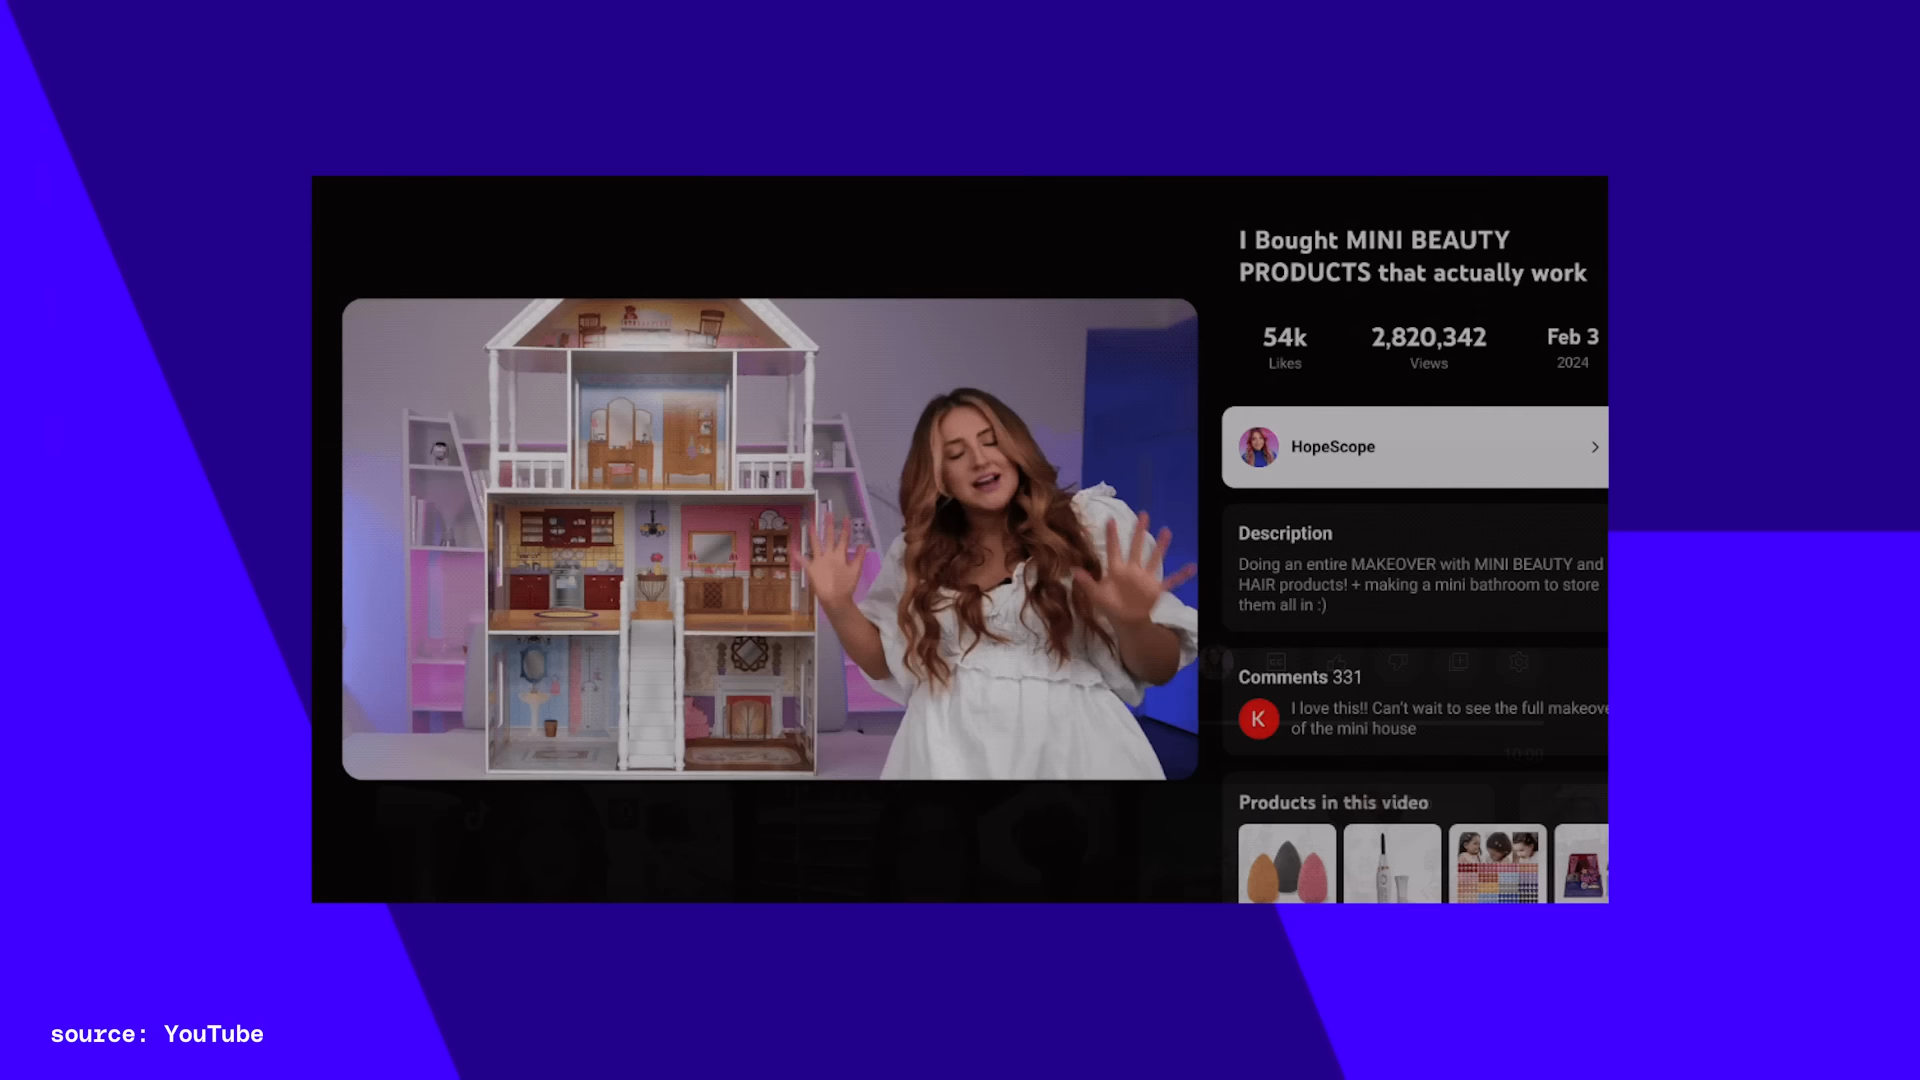 I Bought MINI BEAUTY
PRODUCTS that actually work
54k
2,820,342
Feb 3
Likes
Views
2024
HopeScope
Description
Doing an entire MAKEOVER with MINI BEAUTY and
HAIR products! + making a mini bathroom to store
them all in :)
Comments 331
K
I love this!! Can't wait to see the full makeove
of the mini house
10:00
Products in this video
source: YouTube